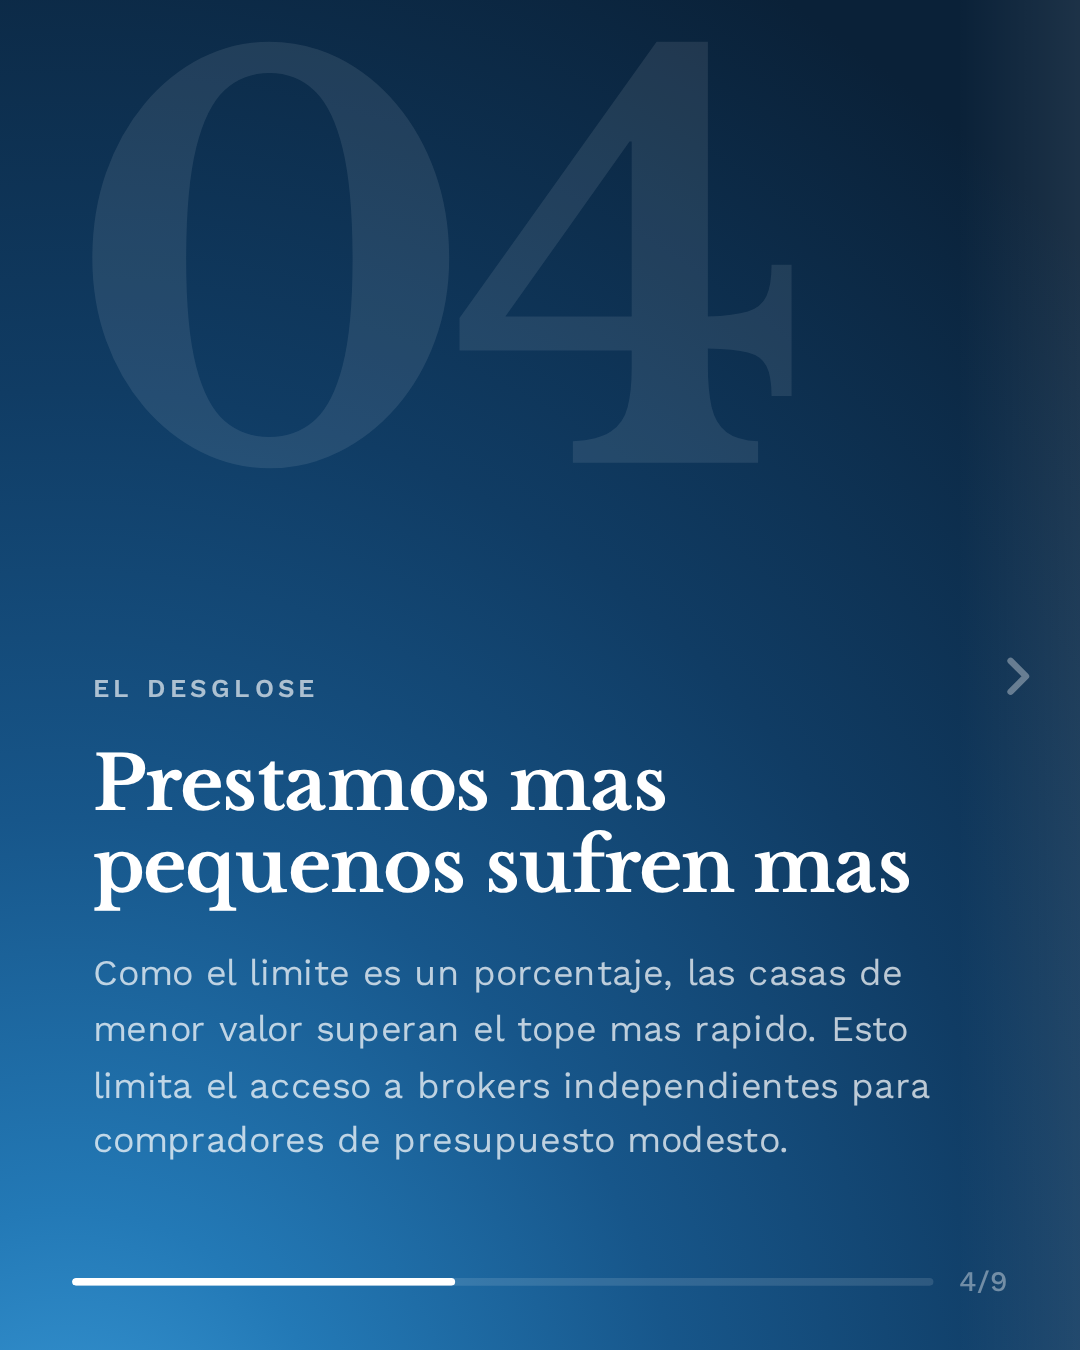 04
EL DESGLOSE
Prestamos mas
pequenos sufren mas
Como el limite es un porcentaje, las casas de
menor valor superan el tope mas rapido. Esto
limita el acceso a brokers independientes para
compradores de presupuesto modesto.
4/9